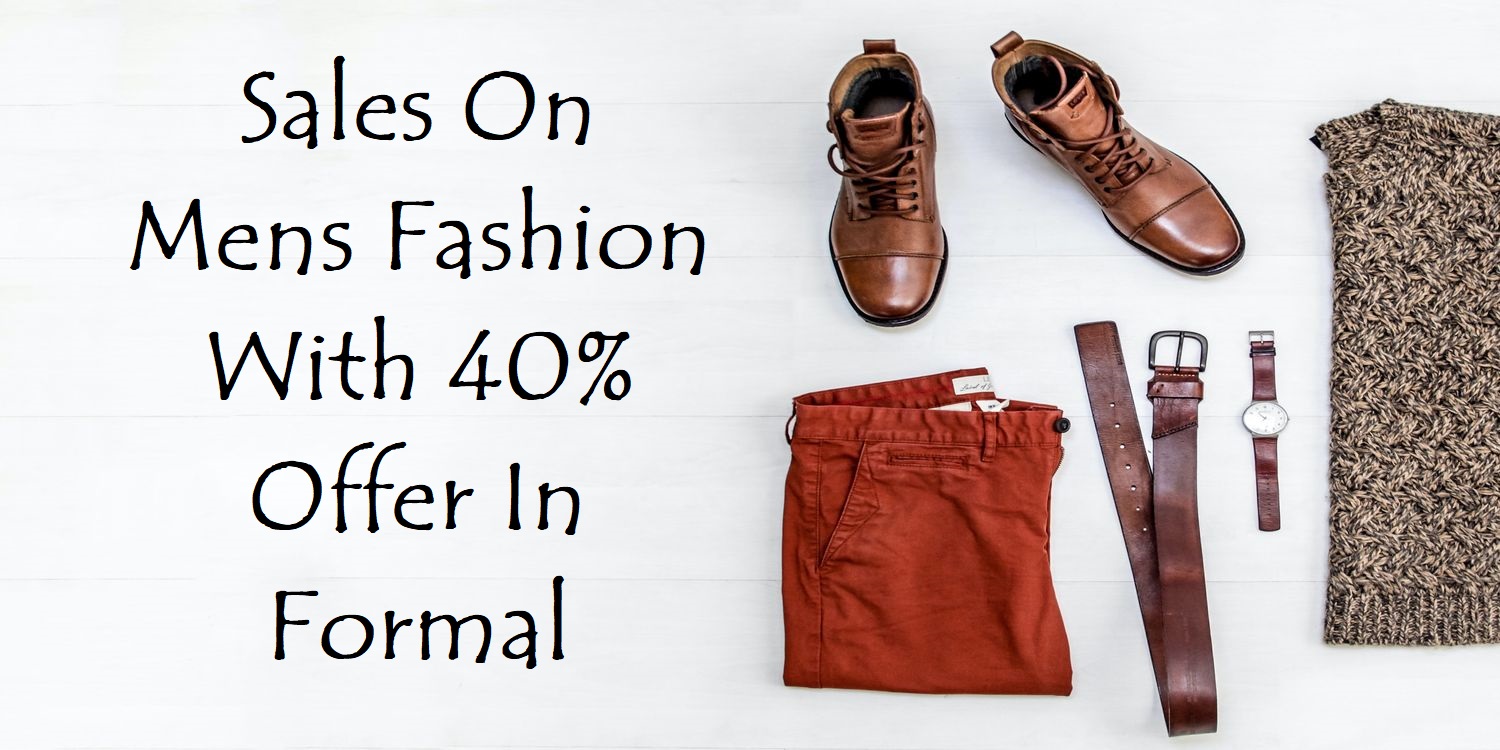 Sales On
Mens Fashion
With 40%
Offer In
Formal